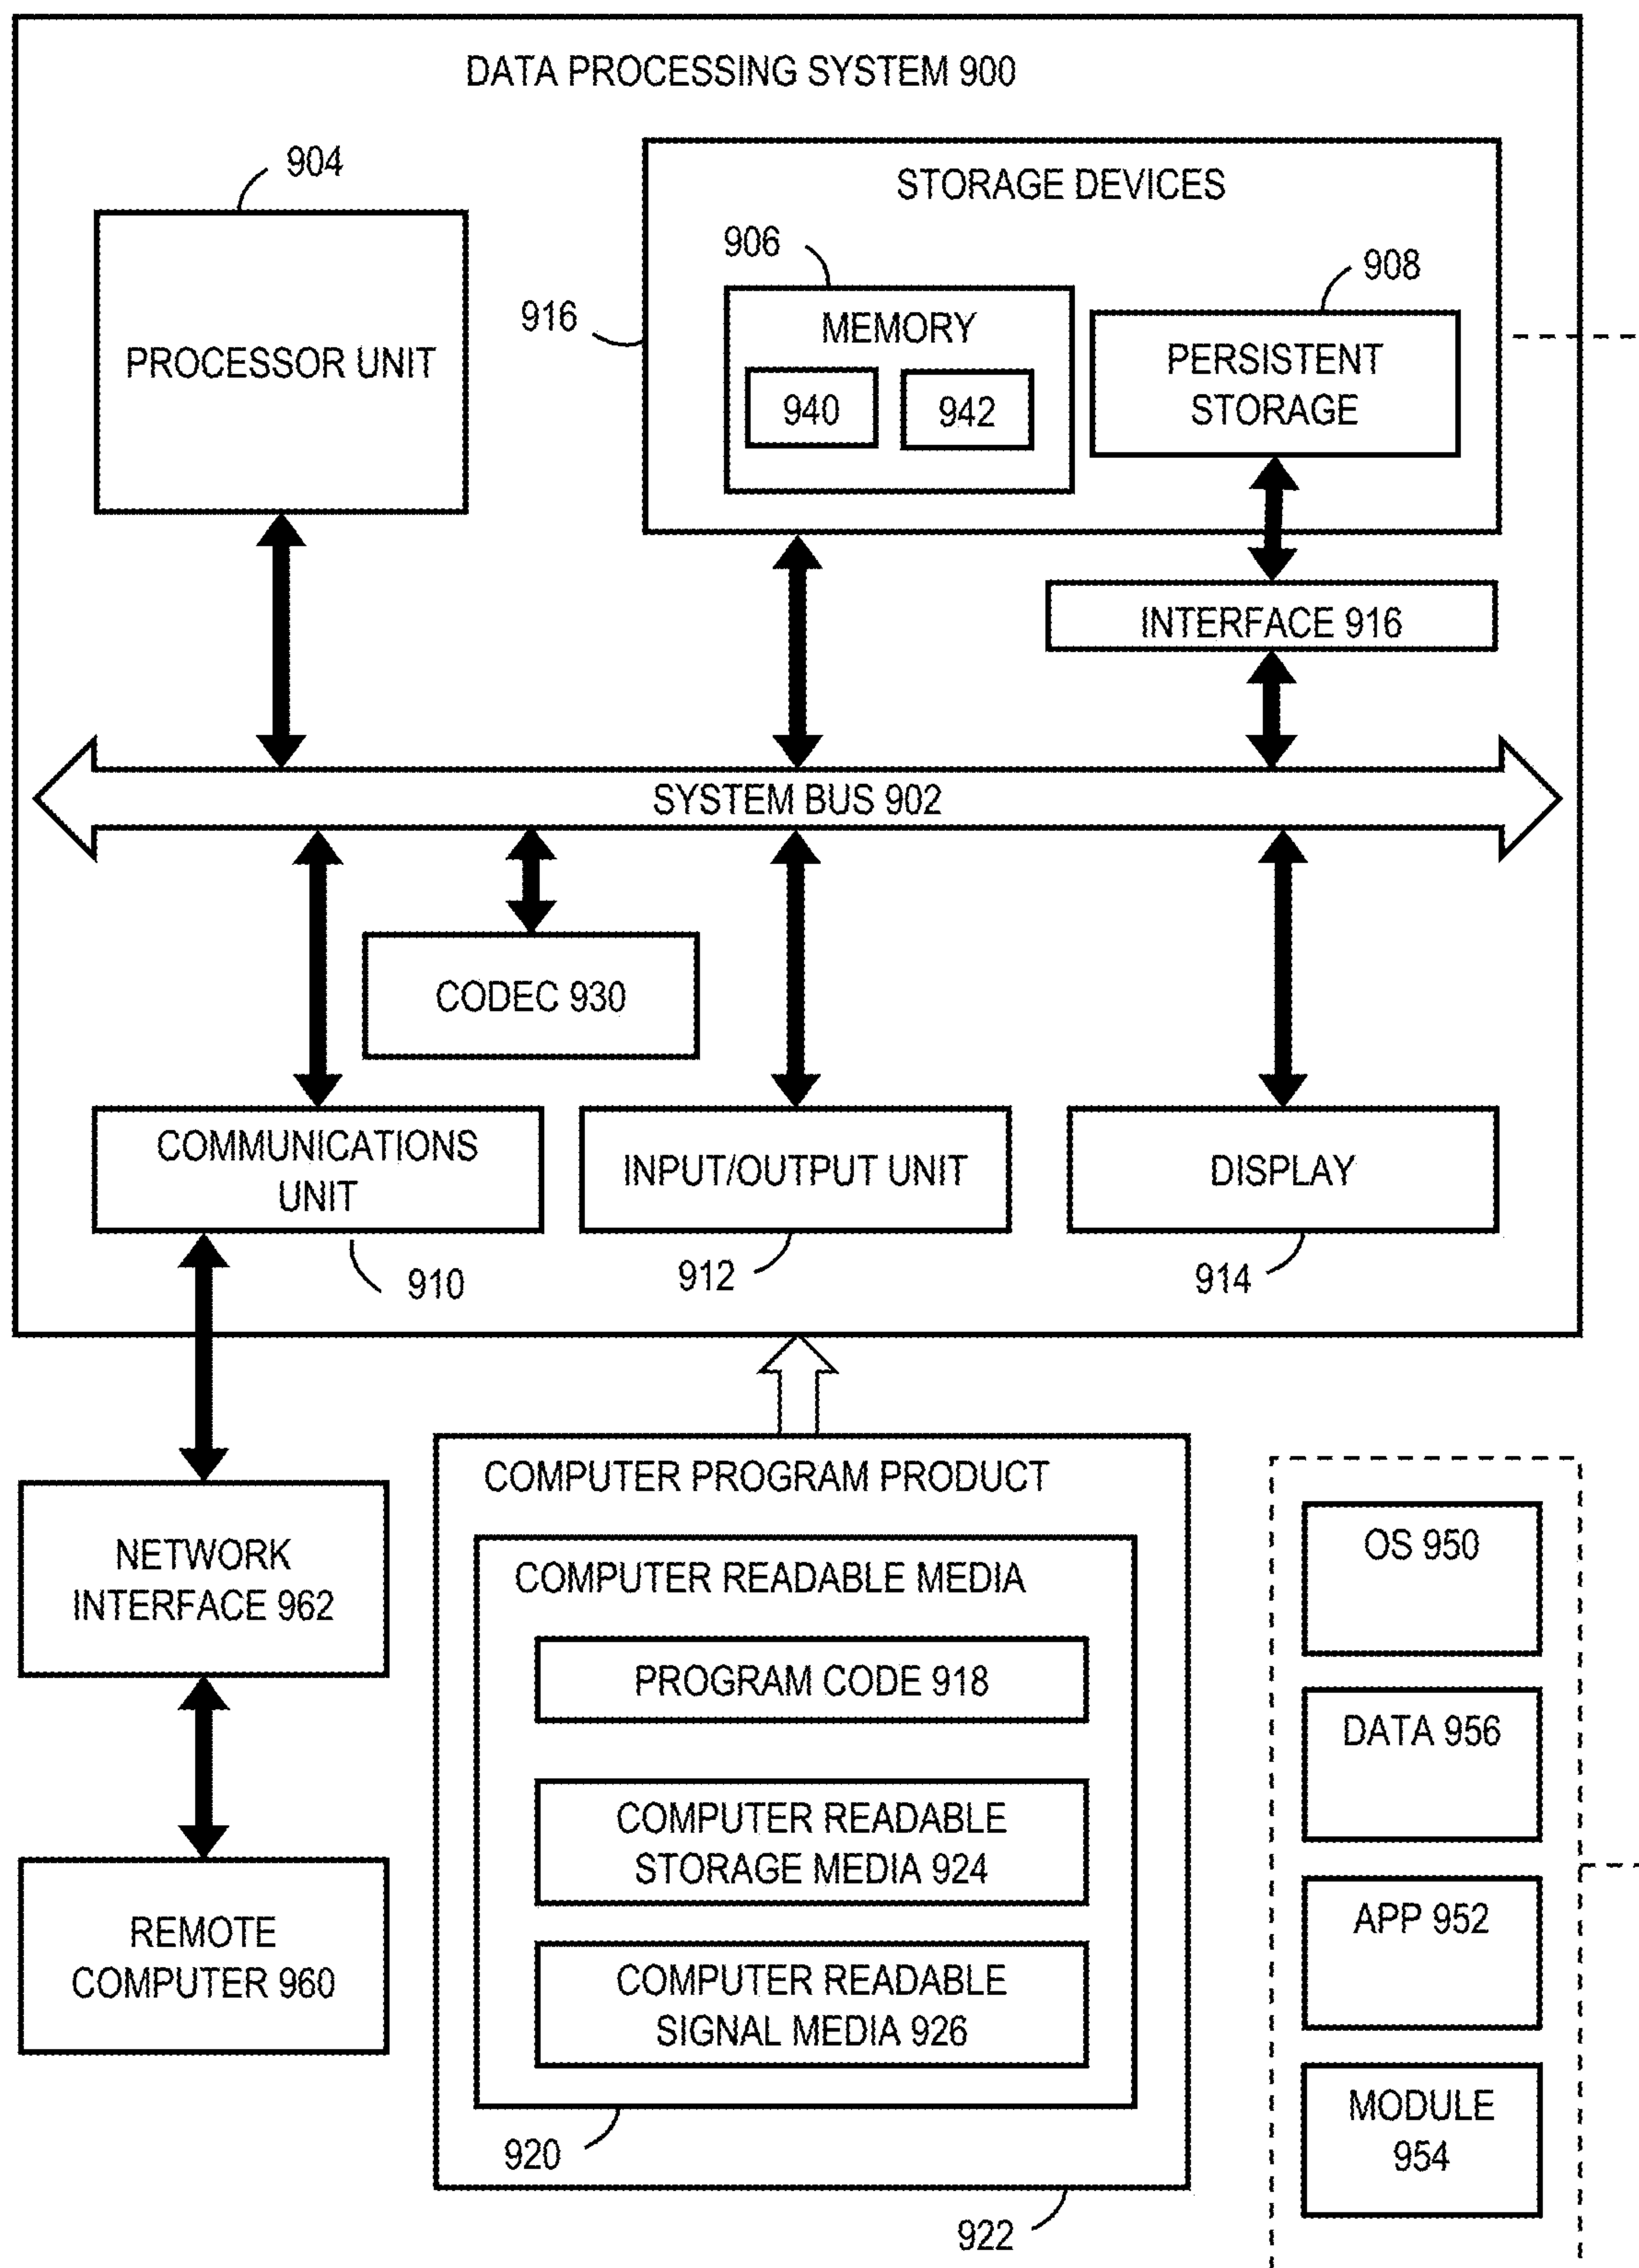 DATA PROCESSING SYSTEM 900
904
PROCESSOR UNIT
STORAGE DEVICES
906
908
916
MEMORY
940
942
PERSISTENT
STORAGE
INTERFACE 916
SYSTEM BUS 902
CODEC 930
COMMUNICATIONS
UNIT
INPUT/OUTPUT UNIT
DISPLAY
910
912
914
NETWORK
INTERFACE 962
REMOTE
COMPUTER 960
COMPUTER PROGRAM PRODUCT
COMPUTER READABLE MEDIA
PROGRAM CODE 918
COMPUTER READABLE
STORAGE MEDIA 924
COMPUTER READABLE
SIGNAL MEDIA 926
920
922
OS 950
DATA 956
APP 952
MODULE
954